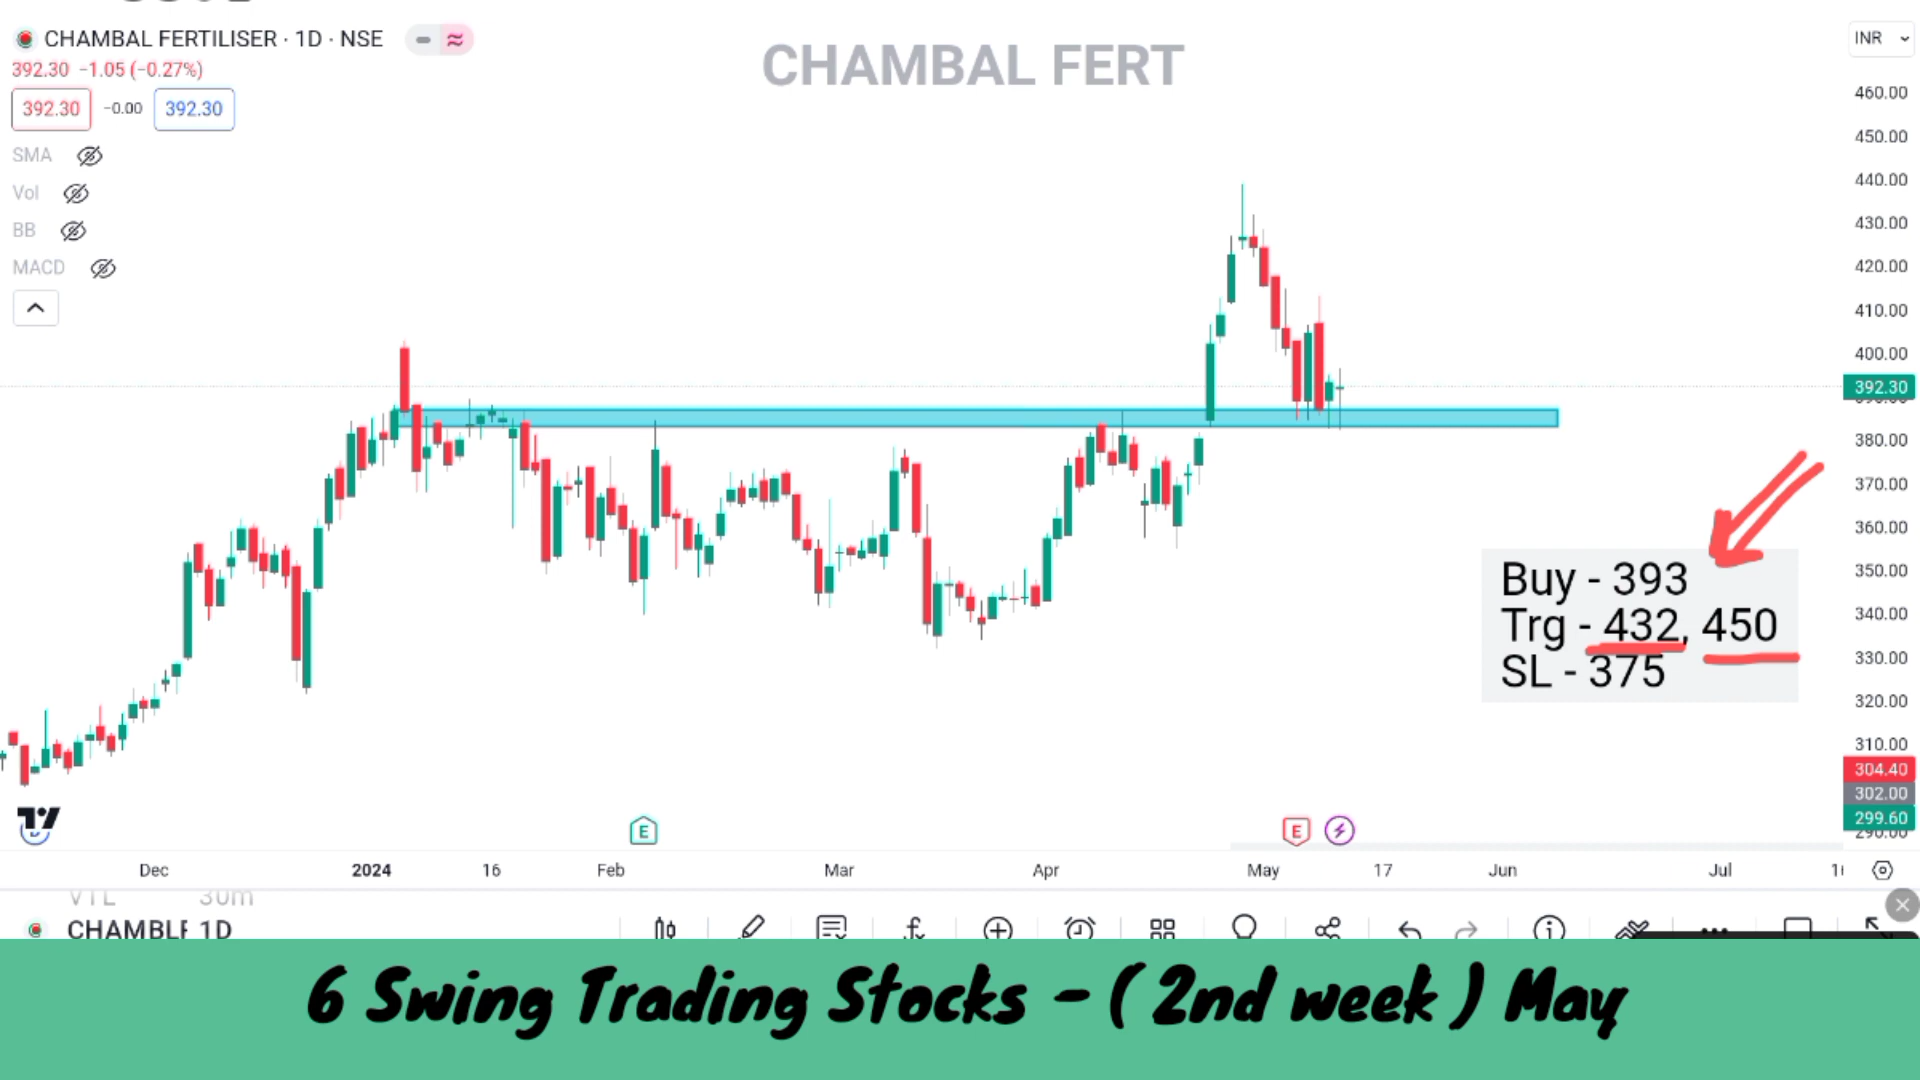 CHAMBAL FERTILISER · 1D · NSE
CHAMBAL FERT
INR
392.30 −1.05 (−0.27%)
392.30 −0.00 392.30
SMA
Vol
BB
MACD
460.00
450.00
440.00
430.00
420.00
410.00
400.00
392.30
380.00
370.00
360.00
350.00
340.00
330.00
320.00
310.00
304.40
302.00
299.60
290.00
Buy - 393
Trg - 432, 450
SL - 375
E
E
Dec 2024 16 Feb Mar Apr May 17 Jun Jul
VTL 30m
CHAMBLF 1D
6 Swing Trading Stocks - ( 2nd week ) May